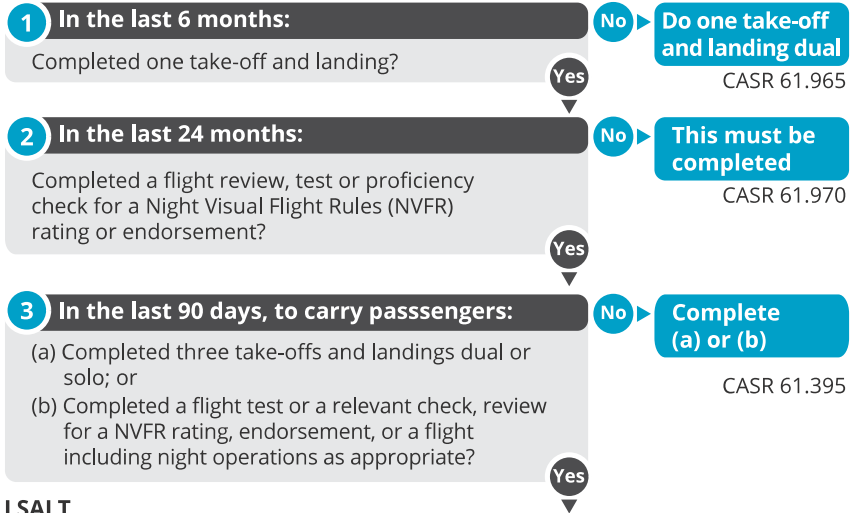 1 In the last 6 months:
No
Do one take-off
and landing dual
Completed one take-off and landing?
CASR 61.965
Yes
2 In the last 24 months:
No
This must be
completed
Completed a flight review, test or proficiency
check for a Night Visual Flight Rules (NVFR)
rating or endorsement?
CASR 61.970
Yes
3 In the last 90 days, to carry passsengers:
No
Complete
(a) or (b)
(a) Completed three take-offs and landings dual or
solo; or
(b) Completed a flight test or a relevant check, review
for a NVFR rating, endorsement, or a flight
including night operations as appropriate?
CASR 61.395
Yes
LSALT